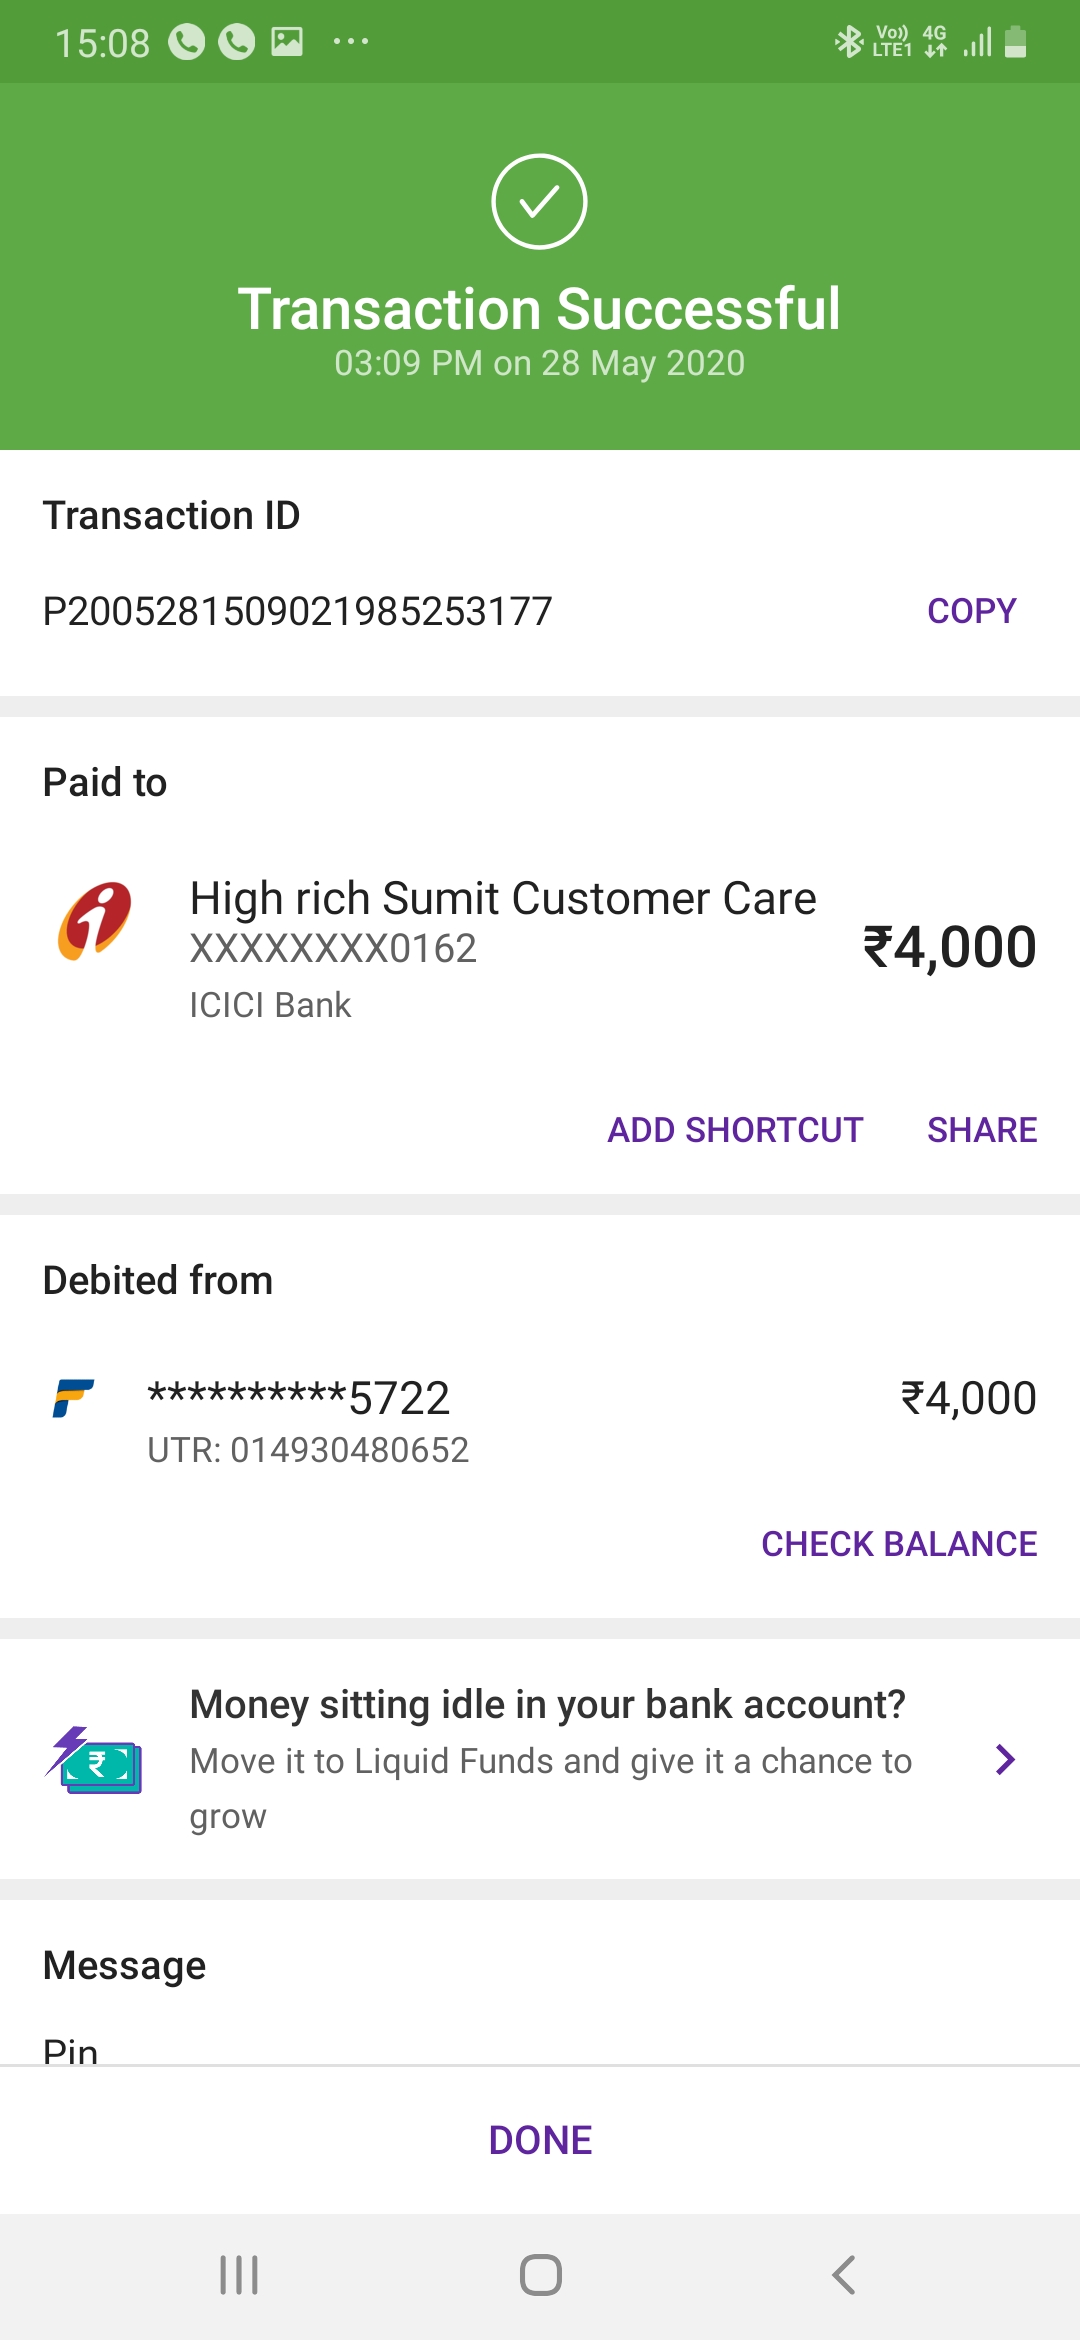 15:08
Vo)) LTE1 4G
Transaction Successful
03:09 PM on 28 May 2020
Transaction ID
P2005281509021985253177
COPY
Paid to
High rich Sumit Customer Care
XXXXXXXX0162
₹4,000
ICICI Bank
ADD SHORTCUT SHARE
Debited from
**********5722
₹4,000
UTR: 014930480652
CHECK BALANCE
Money sitting idle in your bank account?
Move it to Liquid Funds and give it a chance to
grow
Message
Pin
DONE